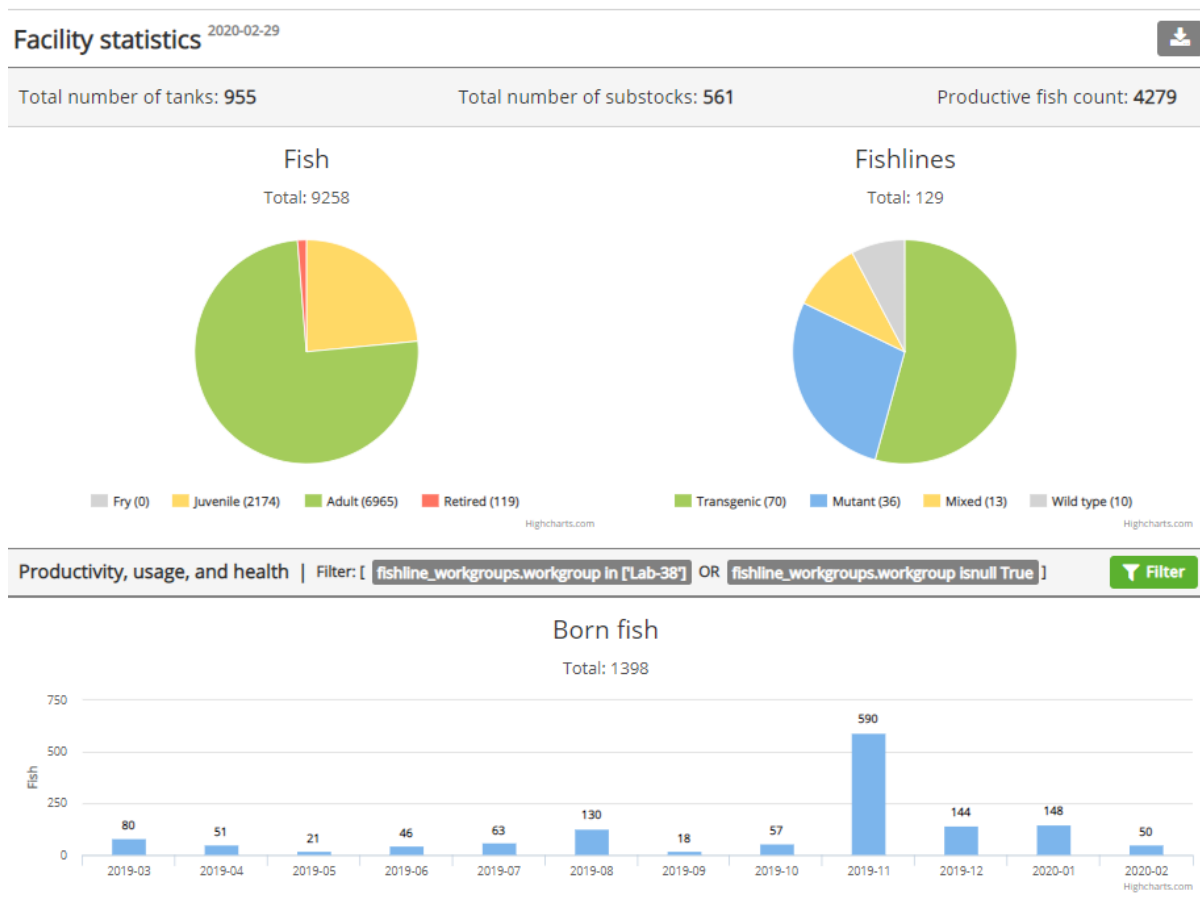 Facility statistics 2020-02-29
Total number of tanks: 955 Total number of substocks: 561 Productive fish count: 4279
Fish
Total: 9258
Fry (0) Juvenile (2174) Adult (6965) Retired (119)
Highcharts.com
Fishlines
Total: 129
Transgenic (70) Mutant (36) Mixed (13) Wild type (10)
Highcharts.com
Productivity, usage, and health | Filter: [ fishline_workgroups.workgroup in ['Lab-38'] OR fishline_workgroups.workgroup isnull True ] Filter
Born fish
Total: 1398
Fish
750
500
250
0
80 51 21 46 63 130 18 57 590 144 148 50
2019-03 2019-04 2019-05 2019-06 2019-07 2019-08 2019-09 2019-10 2019-11 2019-12 2020-01 2020-02
Highcharts.com